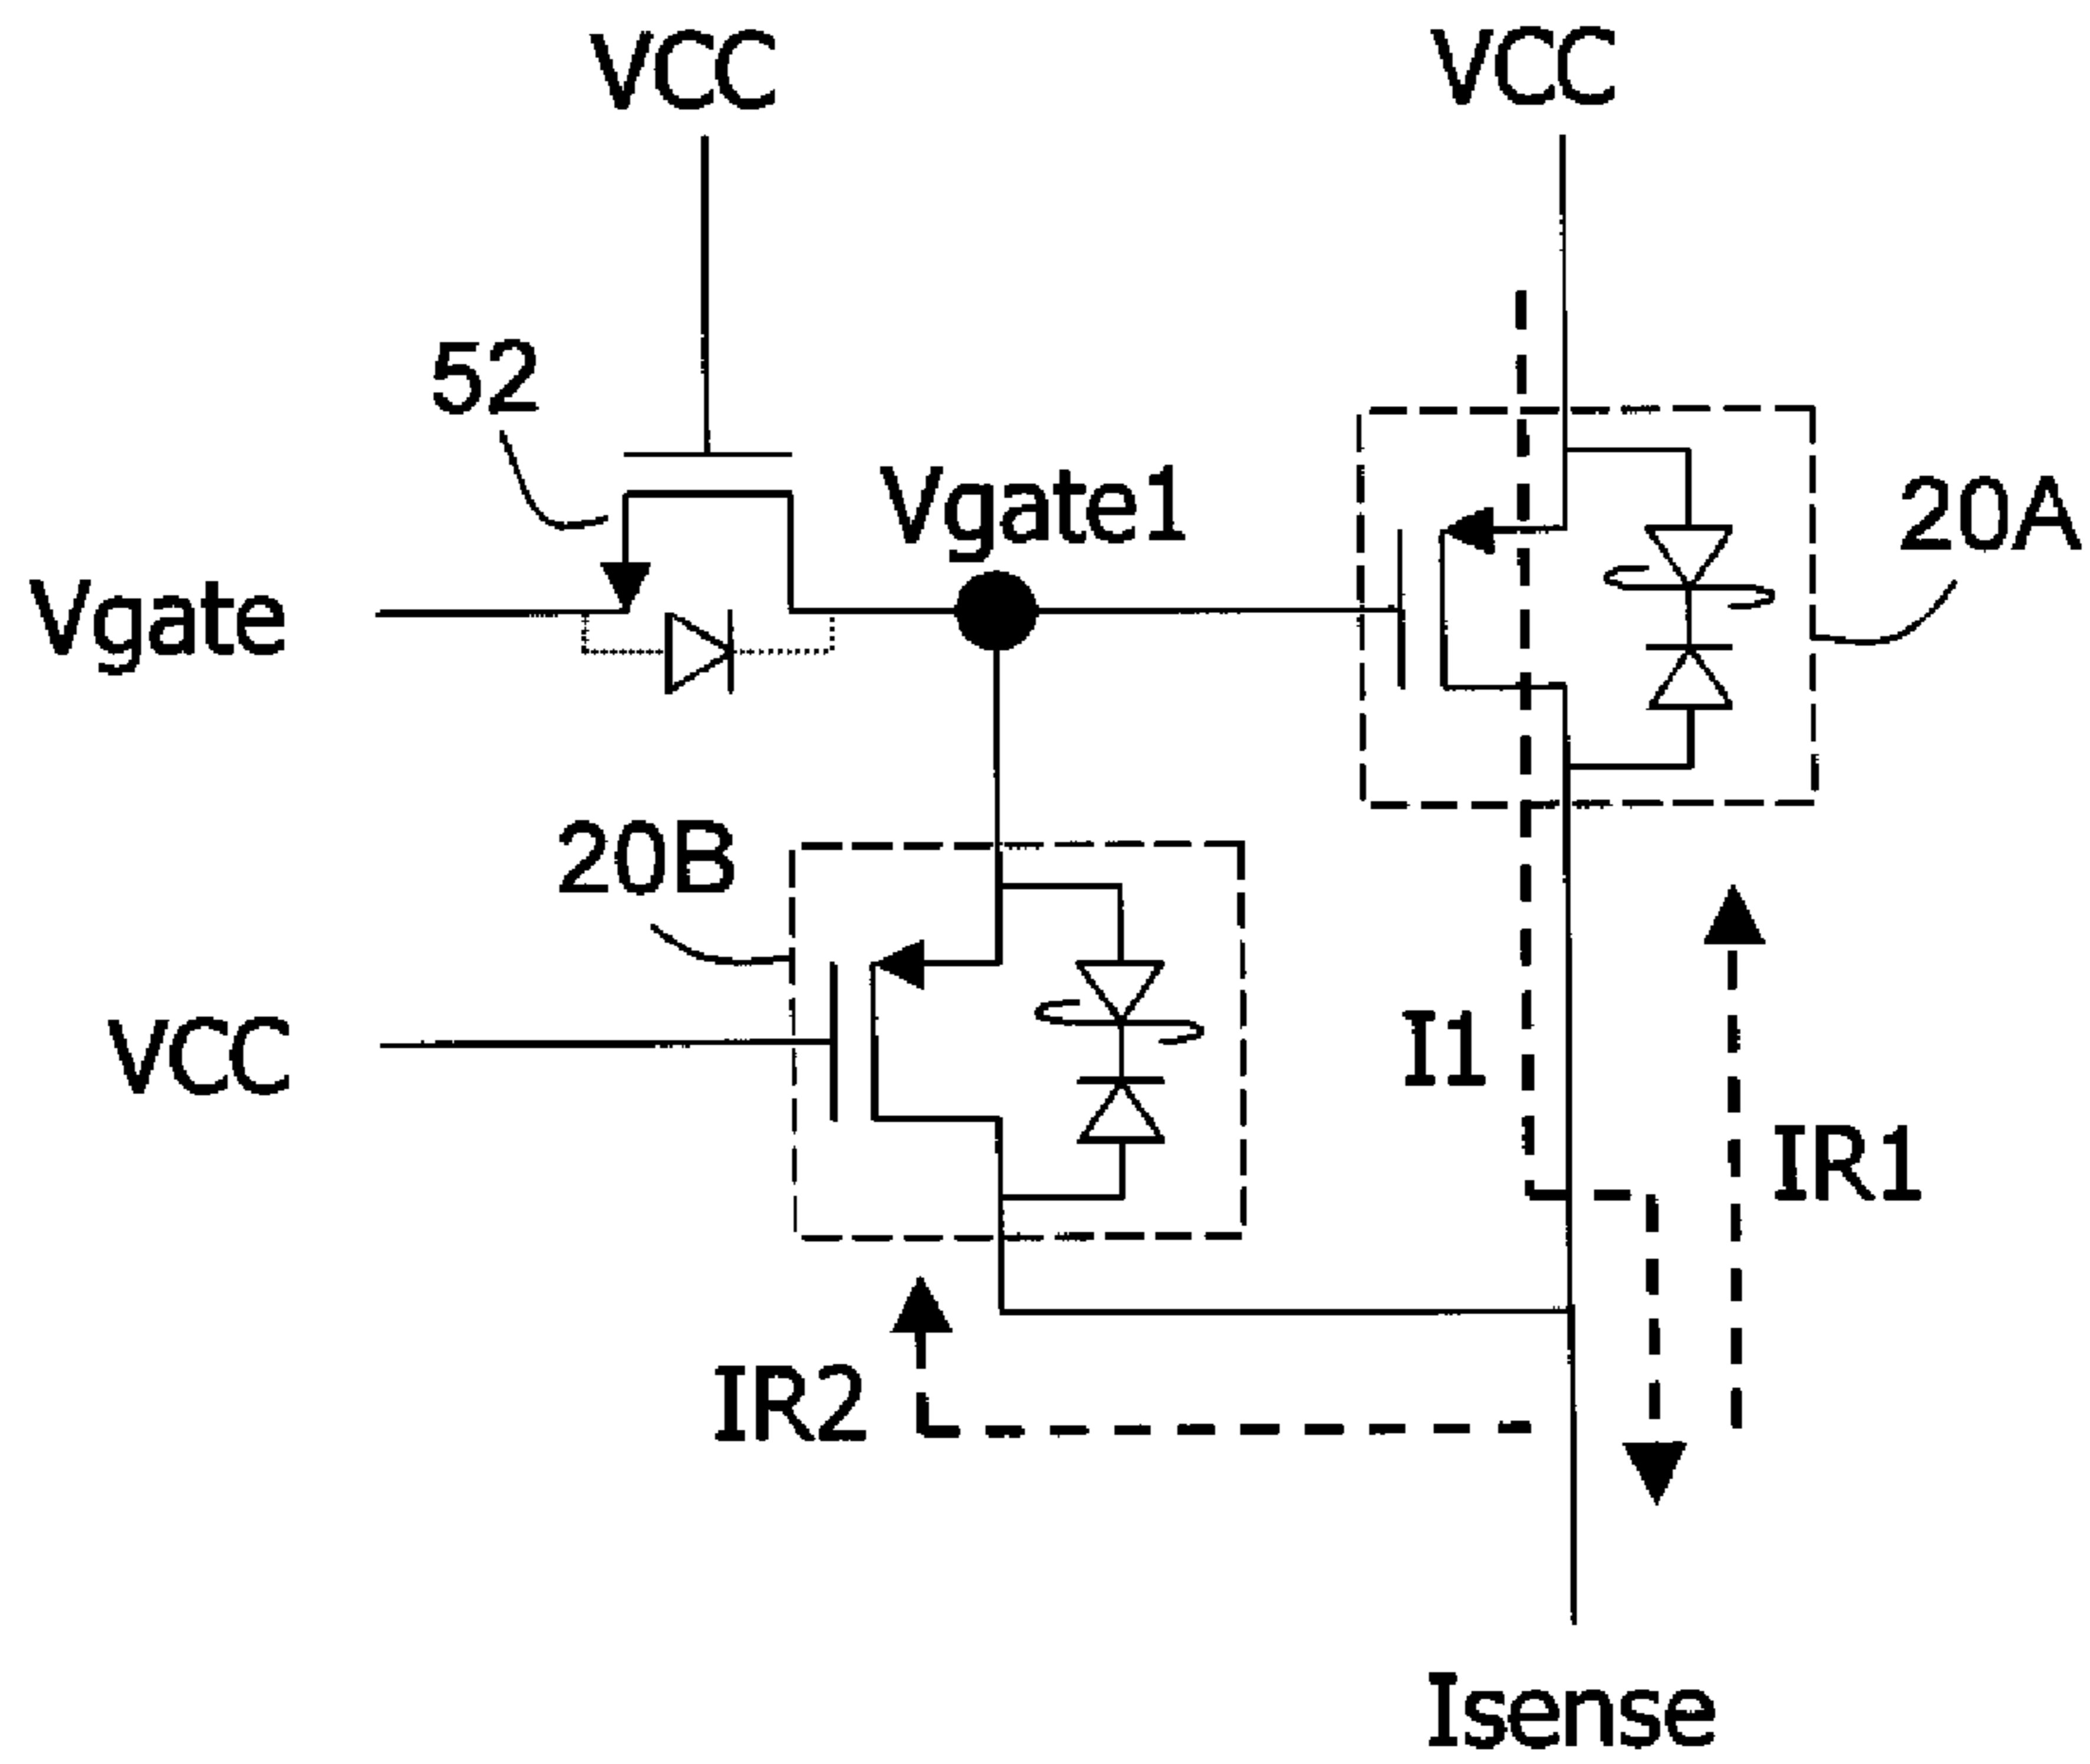 VCC
VCC
52
Vgate1
20A
Vgate
20B
VCC
I1
IR1
IR2
Isense